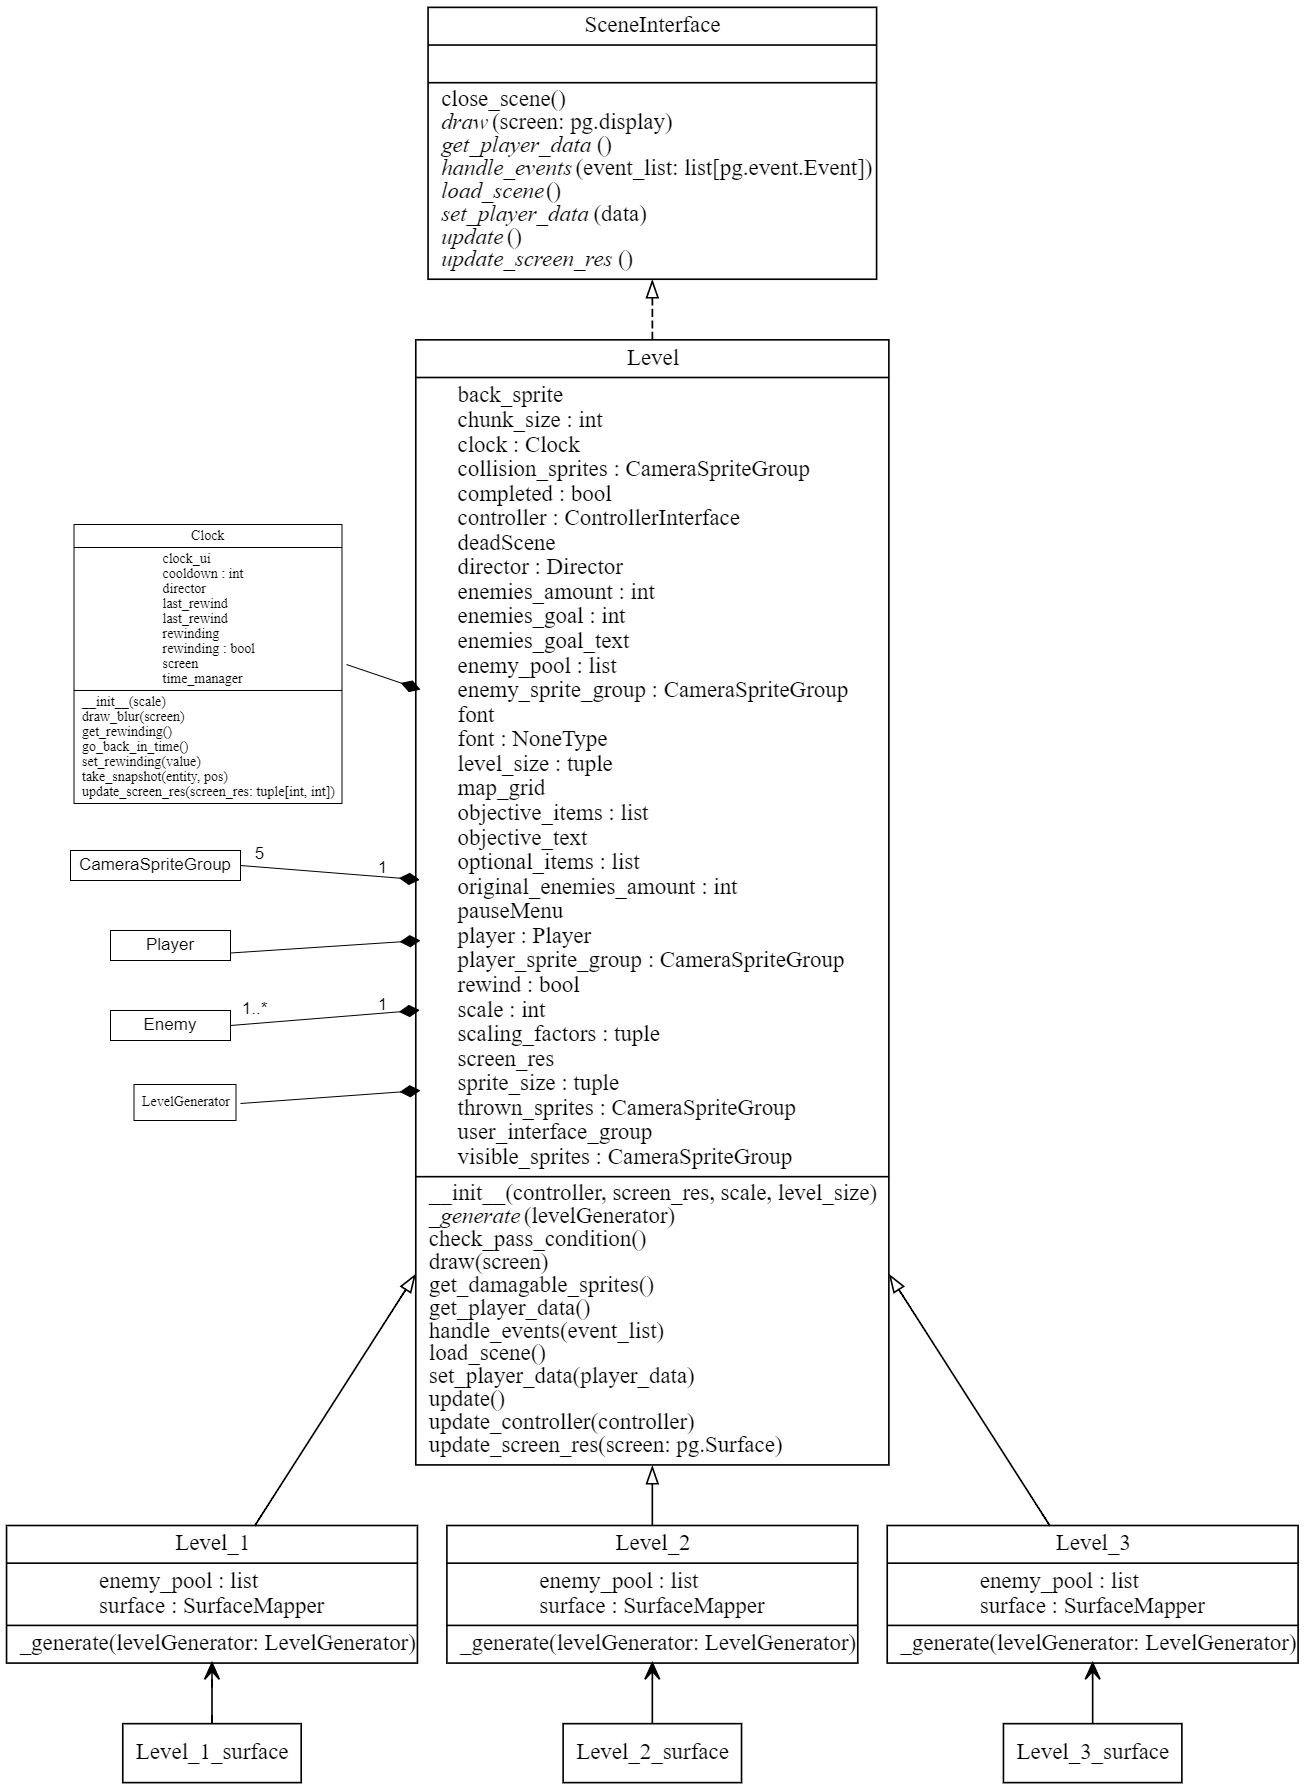 SceneInterface
close_scene()
draw(screen: pg.display)
get_player_data()
handle_events(event_list: list[pg.event.Event])
load_scene()
set_player_data(data)
update()
update_screen_res()
Level
back_sprite
chunk_size : int
clock : Clock
collision_sprites : CameraSpriteGroup
completed : bool
controller : ControllerInterface
deadScene
director : Director
enemies_amount : int
enemies_goal : int
enemies_goal_text
enemy_pool : list
enemy_sprite_group : CameraSpriteGroup
font
font : NoneType
level_size : tuple
map_grid
objective_items : list
objective_text
optional_items : list
original_enemies_amount : int
pauseMenu
player : Player
player_sprite_group : CameraSpriteGroup
rewind : bool
scale : int
scaling_factors : tuple
screen_res
sprite_size : tuple
thrown_sprites : CameraSpriteGroup
user_interface_group
visible_sprites : CameraSpriteGroup
__init__(controller, screen_res, scale, level_size)
_generate(levelGenerator)
check_pass_condition()
draw(screen)
get_damagable_sprites()
get_player_data()
handle_events(event_list)
load_scene()
set_player_data(player_data)
update()
update_controller(controller)
update_screen_res(screen: pg.Surface)
Clock
clock_ui
cooldown : int
director
last_rewind
last_rewind
rewinding
rewinding : bool
screen
time_manager
__init__(scale)
draw_blur(screen)
get_rewinding()
go_back_in_time()
set_rewinding(value)
take_snapshot(entity, pos)
update_screen_res(screen_res: tuple[int, int])
CameraSpriteGroup
5
1
Player
Enemy
1..*
1
LevelGenerator
Level_1
enemy_pool : list
surface : SurfaceMapper
_generate(levelGenerator: LevelGenerator)
Level_2
enemy_pool : list
surface : SurfaceMapper
_generate(levelGenerator: LevelGenerator)
Level_3
enemy_pool : list
surface : SurfaceMapper
_generate(levelGenerator: LevelGenerator)
Level_1_surface
Level_2_surface
Level_3_surface